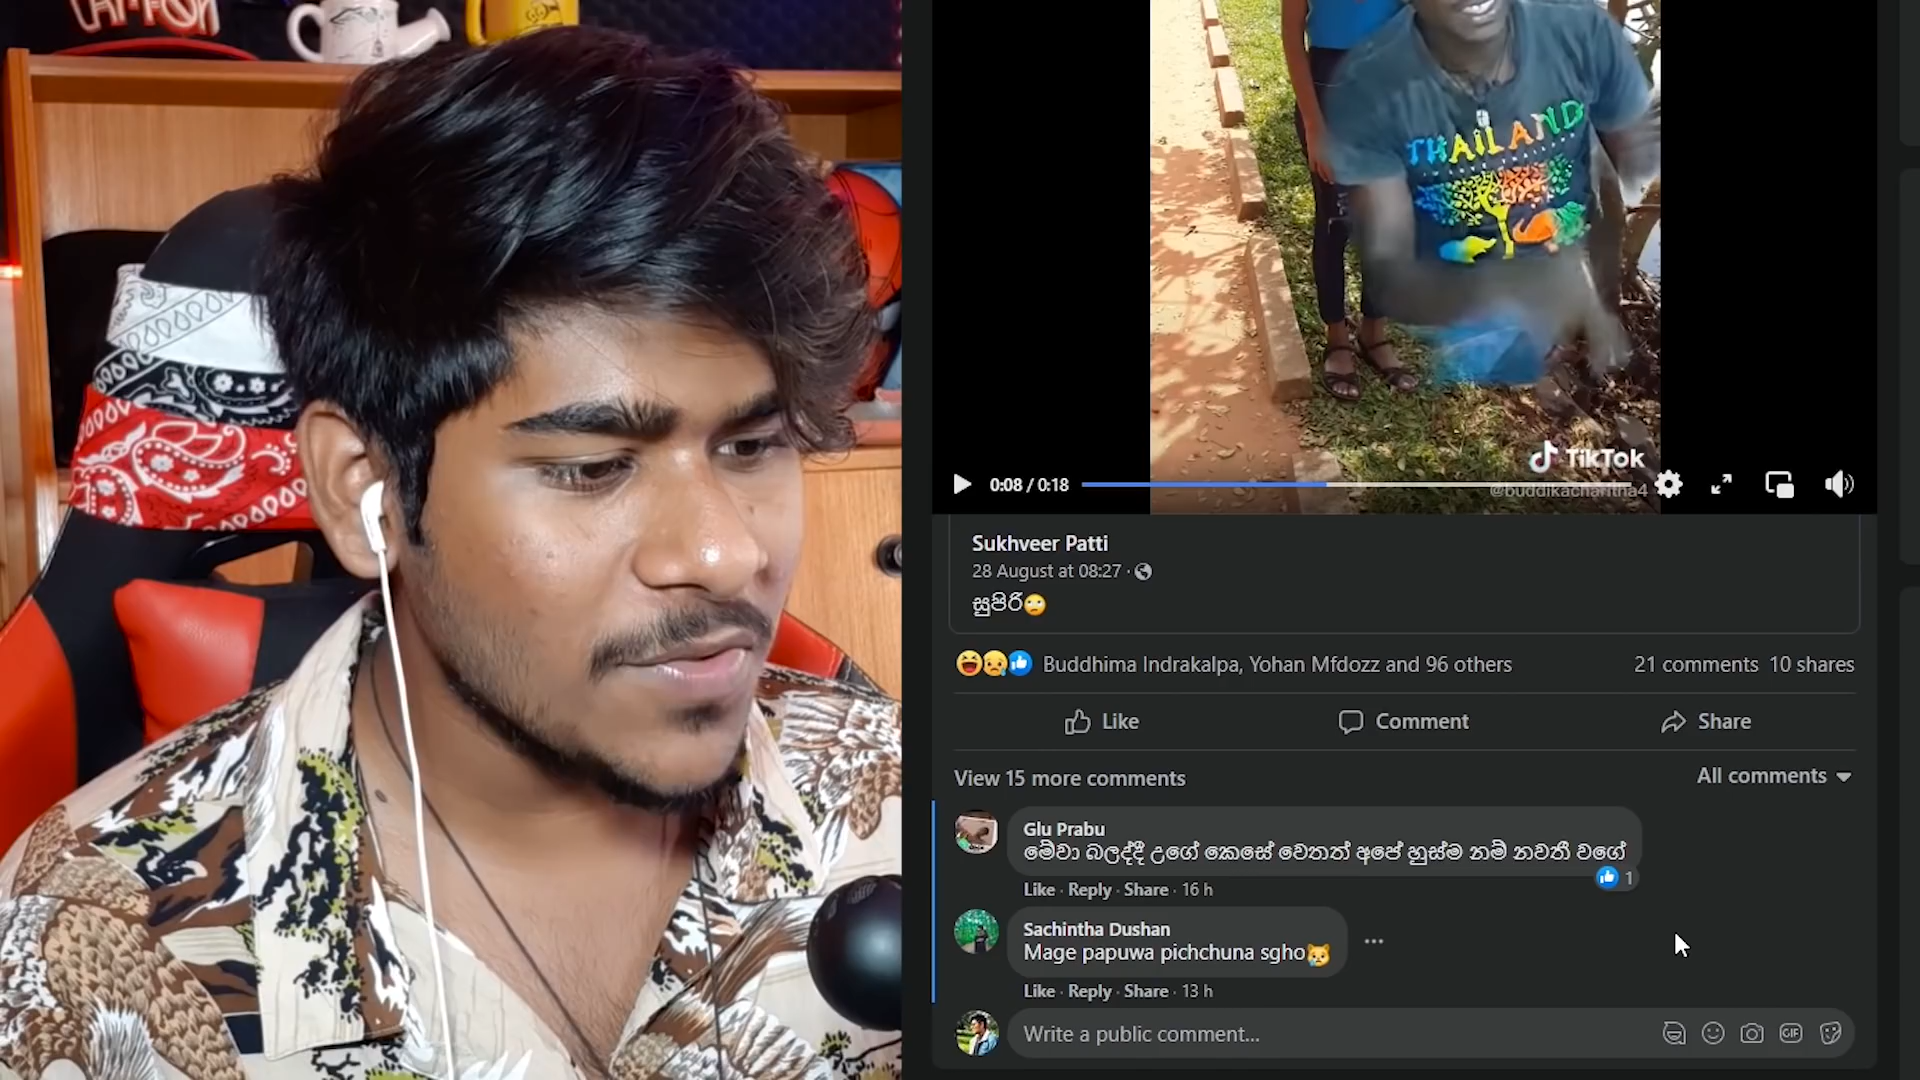 THAILAND
TikTok
@buddikacharitha4
0:08 / 0:18
Sukhveer Patti
28 August at 08:27 ·
සුපිරී🙄
Buddhima Indrakalpa, Yohan Mfdozz and 96 others
21 comments 10 shares
Like
Comment
Share
View 15 more comments
All comments
Glu Prabu
මේවා බලද්දී උගේ කෙසේ වෙතත් අපේ හුස්ම නම් නවතී වගේ
1
Like · Reply · Share · 16 h
Sachintha Dushan
Mage papuwa pichchuna sgho😿
Like · Reply · Share · 13 h
Write a public comment...
GIF